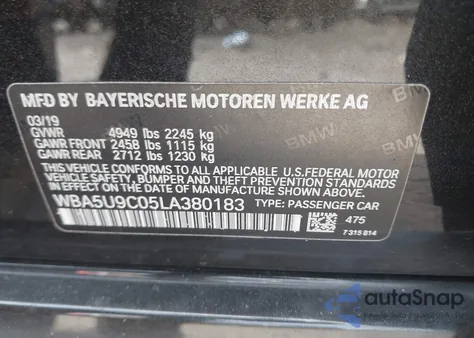 MFD BY BAYERISCHE MOTOREN WERKE AG
03/19
GVWR 4949 lbs 2245 kg
GAWR FRONT 2458 lbs 1115 kg
GAWR REAR 2712 lbs 1230 kg
THIS VEHICLE CONFORMS TO ALL APPLICABLE U.S.FEDERAL MOTOR
VEHICLE SAFETY, BUMPER AND THEFT PREVENTION STANDARDS
IN EFFECT ON THE DATE OF MANUFACTURE SHOWN ABOVE.
WBA5U9C05LA380183 TYPE: PASSENGER CAR
475
7 315 814
BMW
BMW
BMW
autoSnap